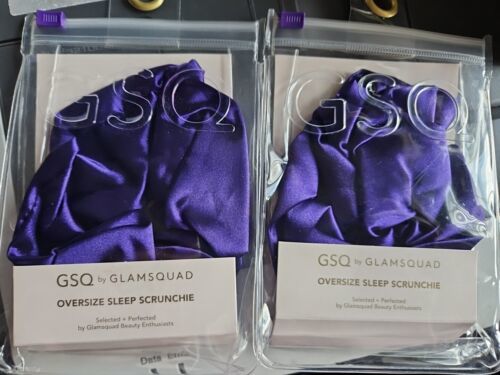 GSQ
GSQ by GLAMSQUAD
OVERSIZE SLEEP SCRUNCHIE
Selected + Perfected
by Glamsquad Beauty Enthusiasts
GSQ
GSQ by GLAMSQUAD
OVERSIZE SLEEP SCRUNCHIE
Selected + Perfected
by Glamsquad Beauty Enthusiasts
Data